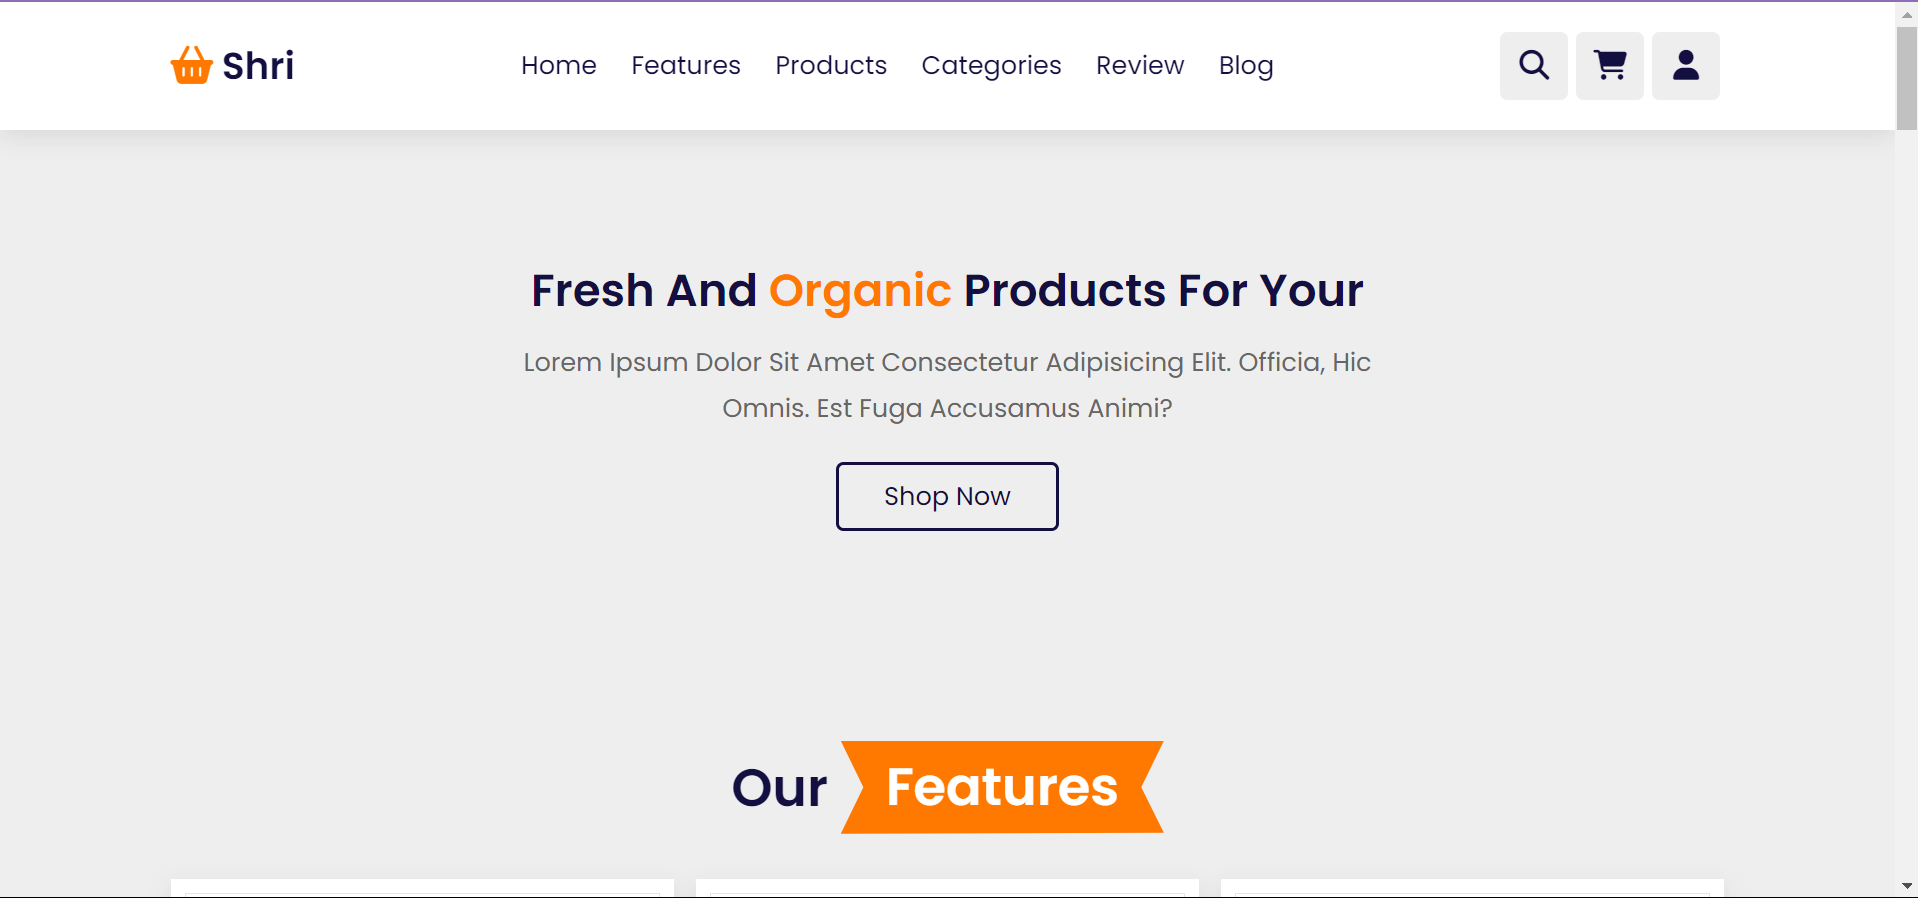 Shri
Home Features Products Categories Review Blog
Fresh And Organic Products For Your
Lorem Ipsum Dolor Sit Amet Consectetur Adipisicing Elit. Officia, Hic
Omnis. Est Fuga Accusamus Animi?
Shop Now
Our Features